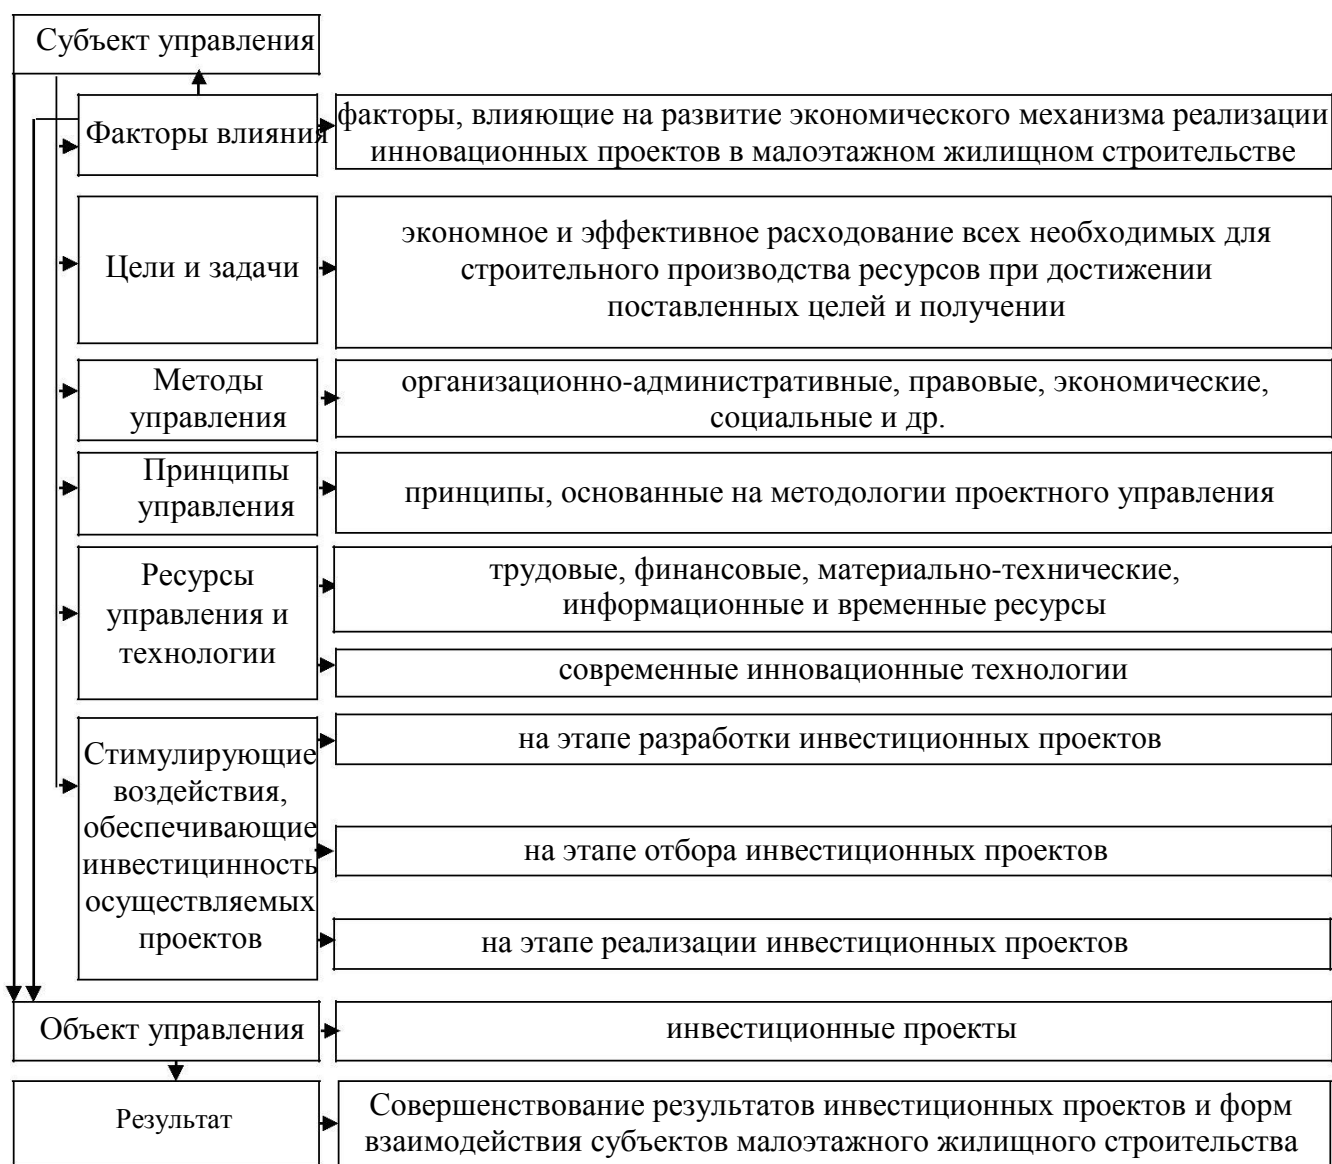 Субъект управления
Факторы влияния
факторы, влияющие на развитие экономического механизма реализации
инновационных проектов в малоэтажном жилищном строительстве
Цели и задачи
экономное и эффективное расходование всех необходимых для
строительного производства ресурсов при достижении
поставленных целей и получении
Методы
управления
организационно-административные, правовые, экономические,
социальные и др.
Принципы
управления
принципы, основанные на методологии проектного управления
Ресурсы
управления и
технологии
трудовые, финансовые, материально-технические,
информационные и временные ресурсы
современные инновационные технологии
Стимулирующие
воздействия,
обеспечивающие
инвестицинность
осуществляемых
проектов
на этапе разработки инвестиционных проектов
на этапе отбора инвестиционных проектов
на этапе реализации инвестиционных проектов
Объект управления
инвестиционные проекты
Результат
Совершенствование результатов инвестиционных проектов и форм
взаимодействия субъектов малоэтажного жилищного строительства